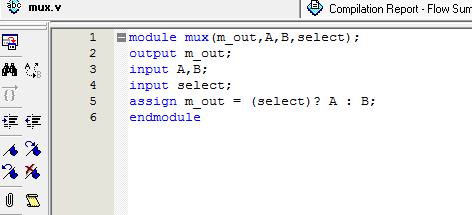 abc mux.v
Compilation Report - Flow Sum
1 module mux(m_out,A,B,select);
2 output m_out;
3 input A,B;
4 input select;
5 assign m_out = (select)? A : B;
6 endmodule